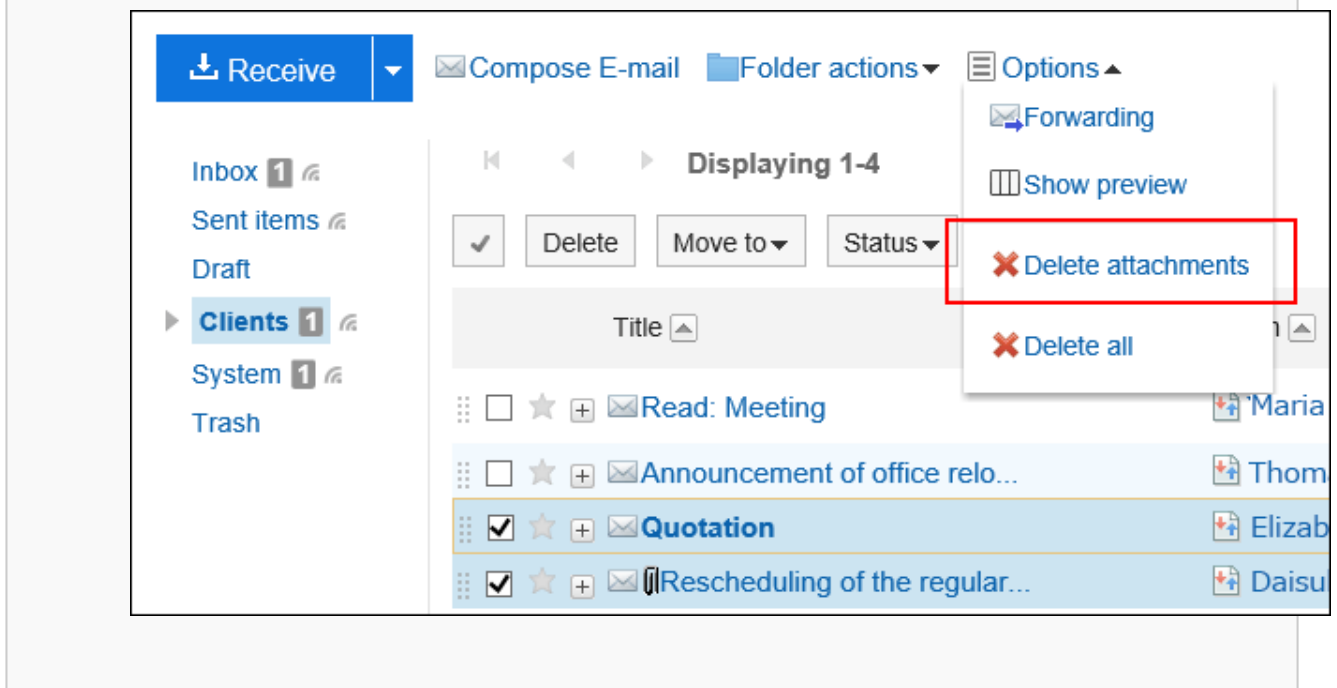 Receive Compose E-mail Folder actions Options
Forwarding
Show preview
Delete attachments
Delete all
Inbox 1
Sent items
Draft
Clients 1
System 1
Trash
Displaying 1-4
Delete Move to Status
Title
Read: Meeting 'Maria
Announcement of office relo... Thoma
Quotation Elizab
Rescheduling of the regular... Daisu